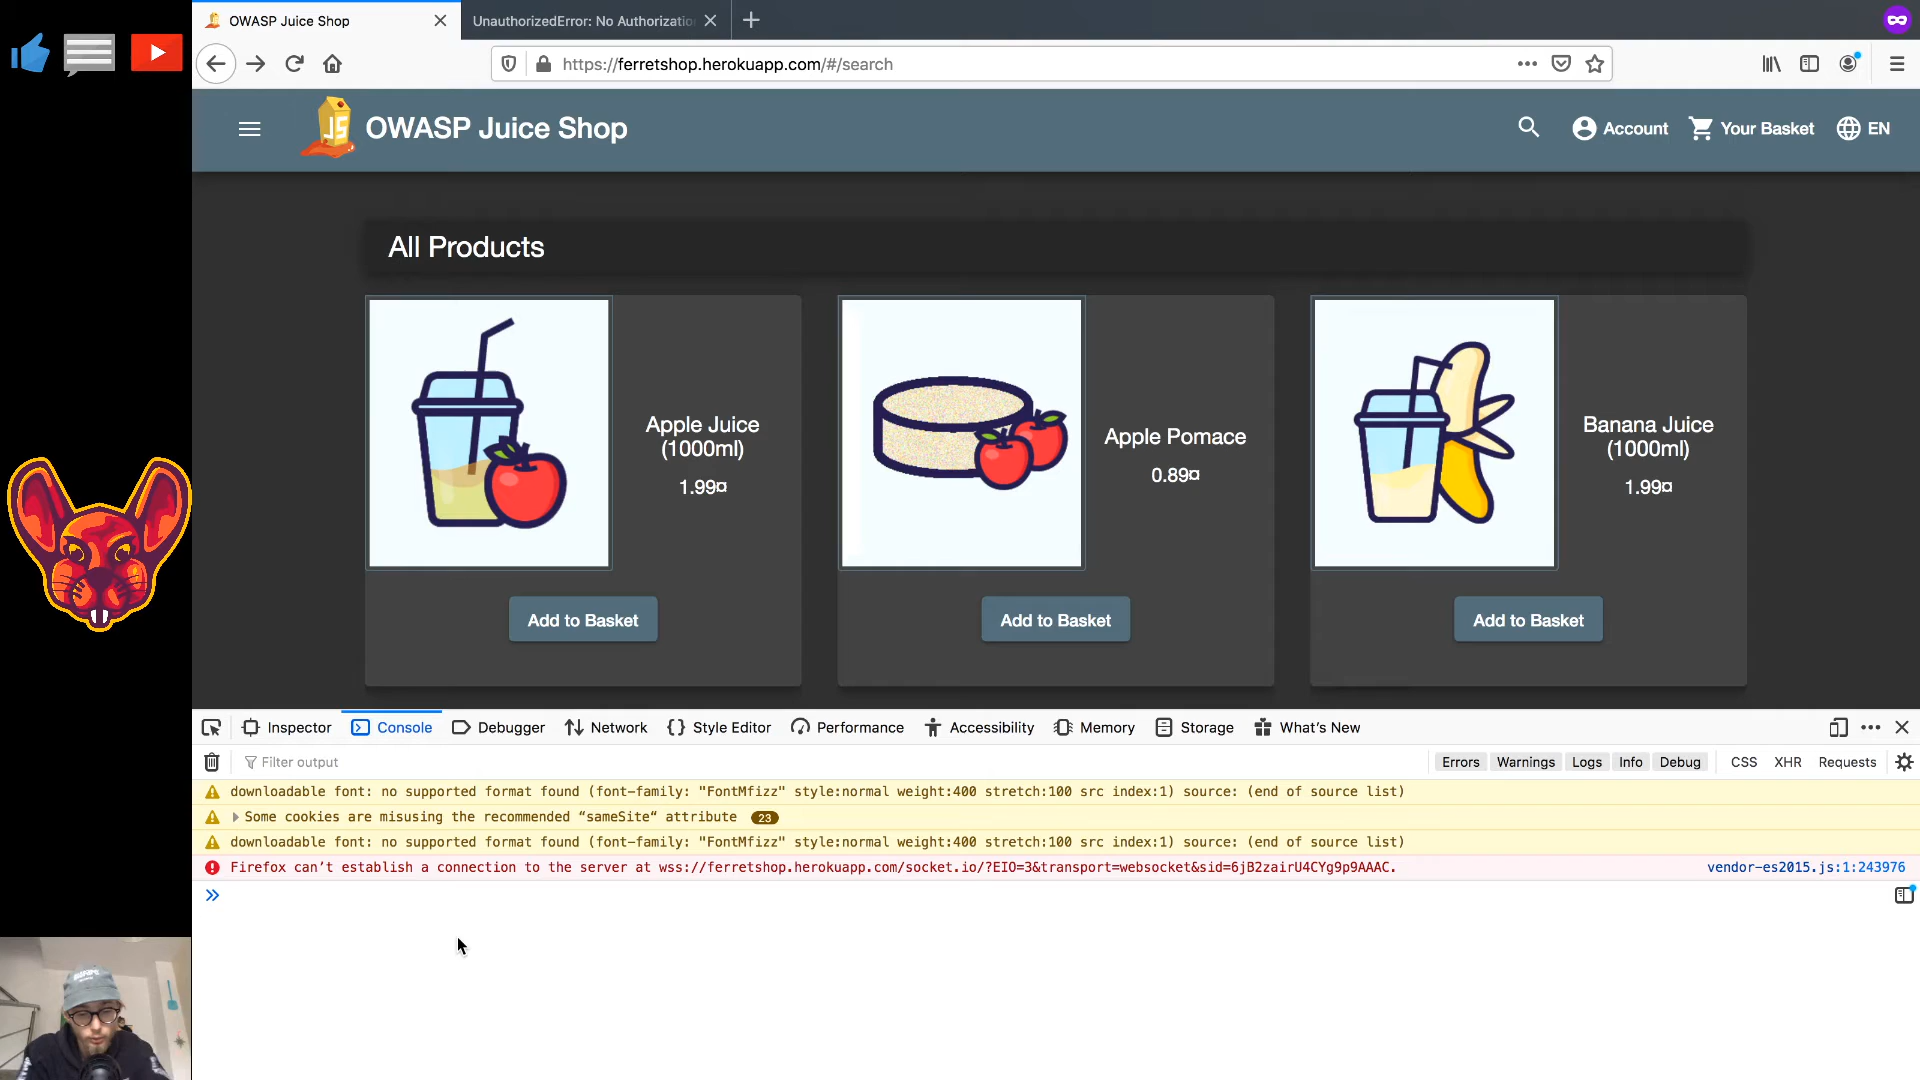 OWASP Juice Shop
UnauthorizedError: No Authorizatio
https://ferretshop.herokuapp.com/#/search
JS
OWASP Juice Shop
Account
Your Basket
EN
All Products
Apple Juice
(1000ml)
1.99¤
Apple Pomace
0.89¤
Banana Juice
(1000ml)
1.99¤
Add to Basket
Add to Basket
Add to Basket
Inspector
Console
Debugger
Network
Style Editor
Performance
Accessibility
Memory
Storage
What's New
Filter output
Errors
Warnings
Logs
Info
Debug
CSS
XHR
Requests
downloadable font: no supported format found (font-family: "FontMfizz" style:normal weight:400 stretch:100 src index:1) source: (end of source list)
Some cookies are misusing the recommended “sameSite“ attribute 23
downloadable font: no supported format found (font-family: "FontMfizz" style:normal weight:400 stretch:100 src index:1) source: (end of source list)
Firefox can’t establish a connection to the server at wss://ferretshop.herokuapp.com/socket.io/?EIO=3&transport=websocket&sid=6jB2zairU4CYg9p9AAAC.
vendor-es2015.js:1:243976